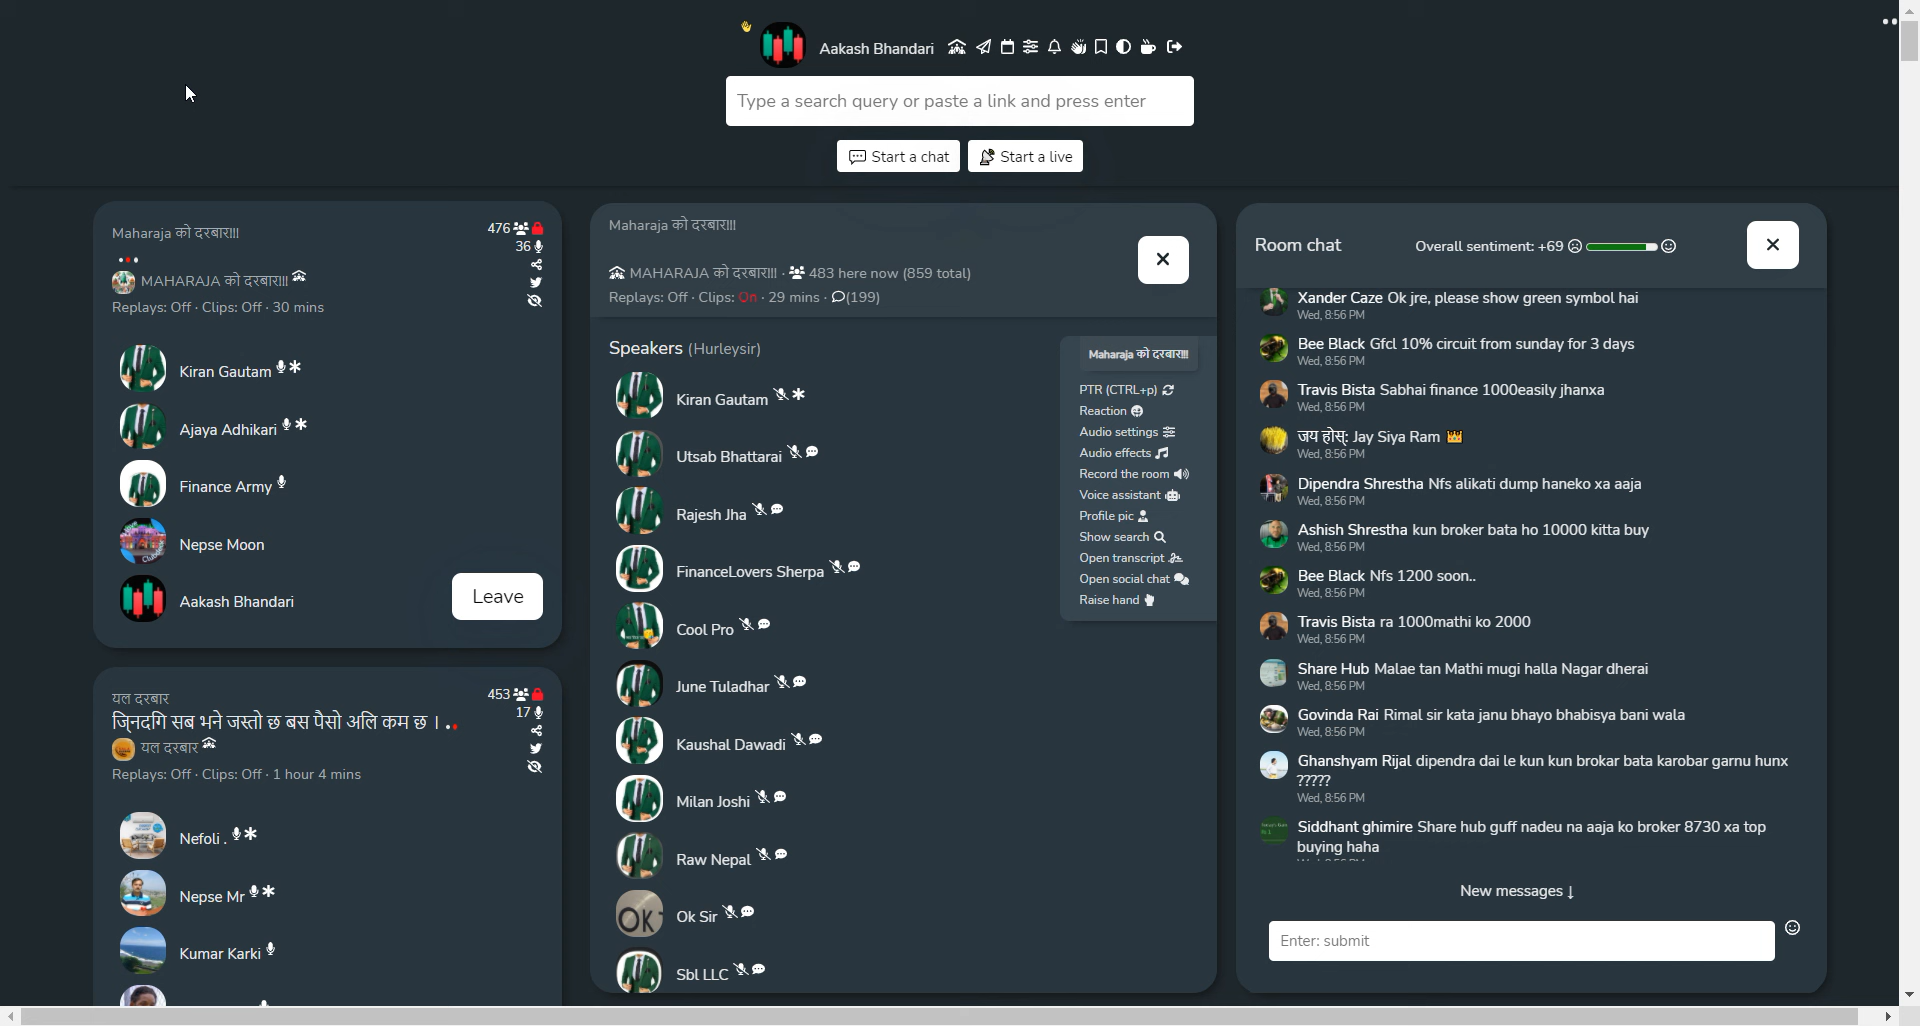 Aakash Bhandari
Type a search query or paste a link and press enter
Start a chat
Start a live
Maharaja को दरबार!!!
476
36
MAHARAJA को दरबार!!!
Replays: Off · Clips: Off · 30 mins
Kiran Gautam
Ajaya Adhikari
Finance Army
Nepse Moon
Aakash Bhandari
Leave
यल दरबार
453
17
जि्नदगि सब भने जस्तो छ बस पैसो अलि कम छ ।
यल दरबार
Replays: Off · Clips: Off · 1 hour 4 mins
Nefoli .
Nepse Mr
Kumar Karki
Maharaja को दरबार!!!
MAHARAJA को दरबार!!! · 483 here now (859 total)
Replays: Off · Clips: On · 29 mins · (199)
Speakers (Hurleysir)
Kiran Gautam
Utsab Bhattarai
Rajesh Jha
FinanceLovers Sherpa
Cool Pro
June Tuladhar
Kaushal Dawadi
Milan Joshi
Raw Nepal
OK
Ok Sir
Sbl LLC
Maharaja को दरबार!!!
PTR (CTRL+p)
Reaction
Audio settings
Audio effects
Record the room
Voice assistant
Profile pic
Show search
Open transcript
Open social chat
Raise hand
Room chat
Overall sentiment: +69
Xander Caze Ok jre, please show green symbol hai
Wed, 8:56 PM
Bee Black Gfcl 10% circuit from sunday for 3 days
Wed, 8:56 PM
Travis Bista Sabhai finance 1000easily jhanxa
Wed, 8:56 PM
जय होस्: Jay Siya Ram 👑
Wed, 8:56 PM
Dipendra Shrestha Nfs alikati dump haneko xa aaja
Wed, 8:56 PM
Ashish Shrestha kun broker bata ho 10000 kitta buy
Wed, 8:56 PM
Bee Black Nfs 1200 soon..
Wed, 8:56 PM
Travis Bista ra 1000mathi ko 2000
Wed, 8:56 PM
Share Hub Malae tan Mathi mugi halla Nagar dherai
Wed, 8:56 PM
Govinda Rai Rimal sir kata janu bhayo bhabisya bani wala
Wed, 8:56 PM
Ghanshyam Rijal dipendra dai le kun kun brokar bata karobar garnu hunx
?????
Wed, 8:56 PM
Siddhant ghimire Share hub guff nadeu na aaja ko broker 8730 xa top
buying haha
New messages ↓
Enter: submit